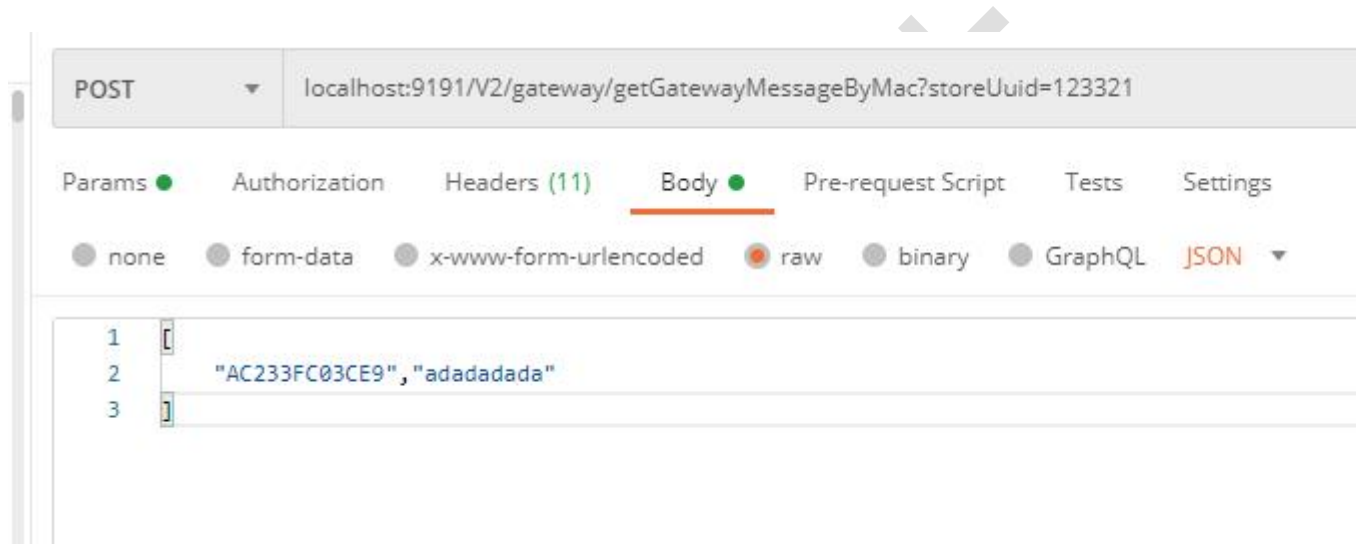 POST localhost:9191/V2/gateway/getGatewayMessageByMac?storeUuid=123321
Params Authorization Headers (11) Body Pre-request Script Tests Settings
none form-data x-www-form-urlencoded raw binary GraphQL JSON
1 [
2 "AC233FC03CE9","adadadada"
3 ]